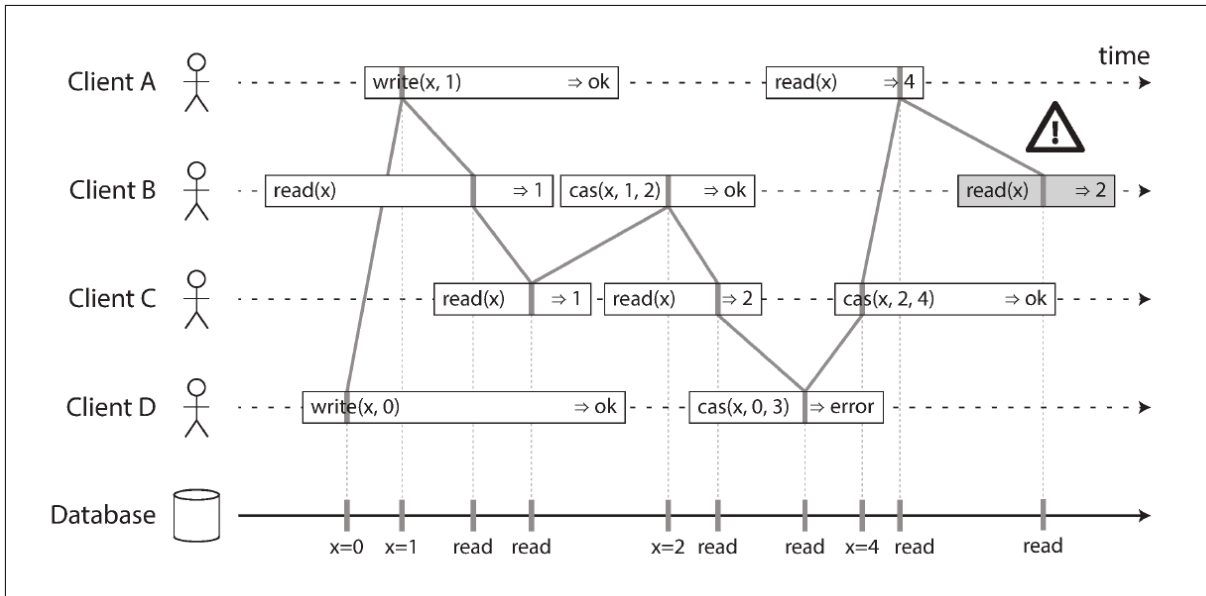 time
Client A
write(x, 1) ⇒ ok
read(x) ⇒ 4
!
Client B
read(x) ⇒ 1
cas(x, 1, 2) ⇒ ok
read(x) ⇒ 2
Client C
read(x) ⇒ 1
read(x) ⇒ 2
cas(x, 2, 4) ⇒ ok
Client D
write(x, 0) ⇒ ok
cas(x, 0, 3) ⇒ error
Database
x=0 x=1 read read x=2 read read x=4 read read